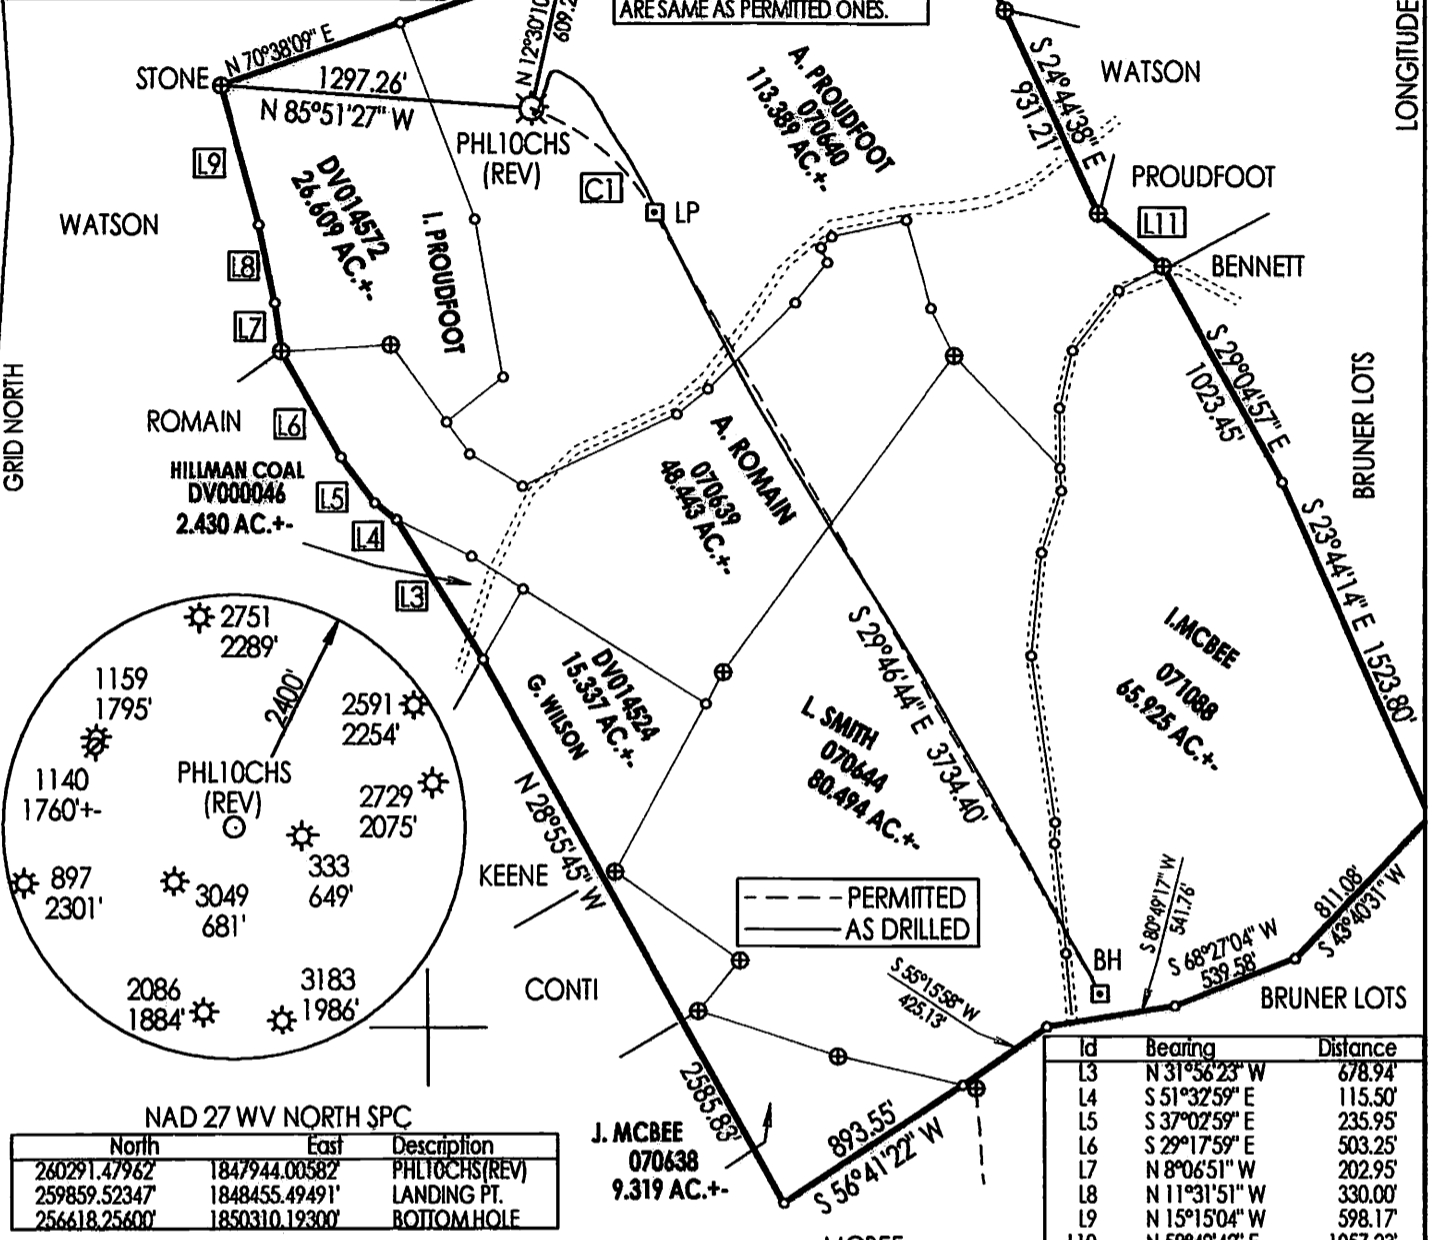 ARE SAME AS PERMITTED ONES.
LONGITUDE
STONE
N 70°38'09" E
1297.26'
N 85°51'27" W
N 12°30'10
609.2
PHL10CHS
(REV)
C1
LP
A. PROUDFOOT
070640
113.389 AC.+-
S 24°44'38" E
931.21'
WATSON
PROUDFOOT
L11
BENNETT
L9
WATSON
L8
L7
DV014572
26.609 AC.+-
I. PROUDFOOT
GRID NORTH
ROMAIN
L6
HILLMAN COAL
DV000046
2.430 AC.+-
L5
L4
L3
A. ROMAIN
070639
48.443 AC.+-
S 29°04'57" E
1023.45'
BRUNER LOTS
S 23°44'14" E 1523.80'
I.MCBEE
071088
65.925 AC.+-
S 29°46'44" E 3734.40'
L. SMITH
070644
80.494 AC.+-
DV014524
15.337 AC.+-
G. WILSON
N 28°55'45" W
2585.83'
KEENE
CONTI
2751
2289'
1159
1795'
2400'
2591
2254'
1140
1760'+-
PHL10CHS
(REV)
2729
2075'
897
2301'
3049
681'
333
649'
2086
1884'
3183
1986'
PERMITTED
AS DRILLED
BH
S 80°49'17" W
541.76'
S 68°27'04" W
539.58'
811.08'
S 43°40'31" W
BRUNER LOTS
S 55°15'58" W
425.13'
893.55'
S 56°41'22" W
J. MCBEE
070638
9.319 AC.+-
NAD 27 WV NORTH SPC
North East Description
260291.47962' 1847944.00582' PHL10CHS(REV)
259859.52347' 1848455.49491' LANDING PT.
256618.25600' 1850310.19300' BOTTOM HOLE
Id Bearing Distance
L3 N 31°56'23" W 678.94'
L4 S 51°32'59" E 115.50'
L5 S 37°02'59" E 235.95'
L6 S 29°17'59" E 503.25'
L7 N 8°06'51" W 202.95'
L8 N 11°31'51" W 330.00'
L9 N 15°15'04" W 598.17'